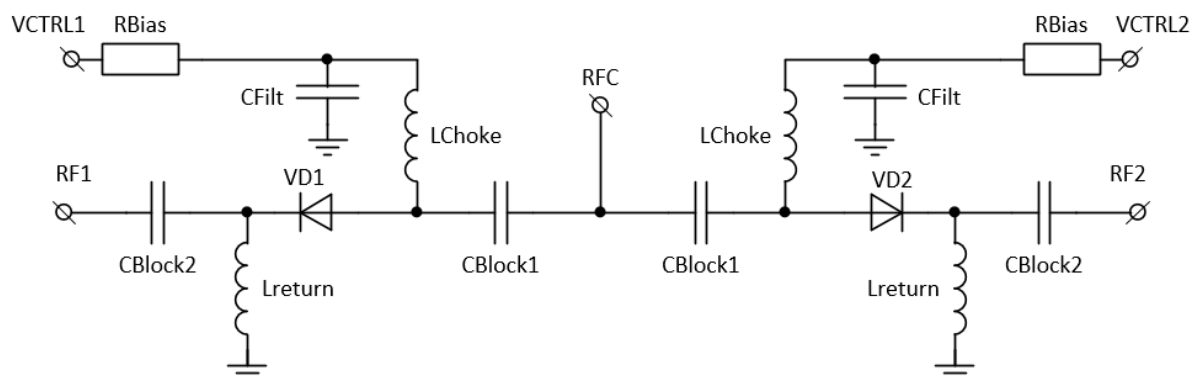 VCTRL1
RBias
RBias
VCTRL2
RFC
CFilt
CFilt
LChoke
LChoke
RF1
VD1
VD2
RF2
CBlock2
CBlock1
CBlock1
CBlock2
Lreturn
Lreturn